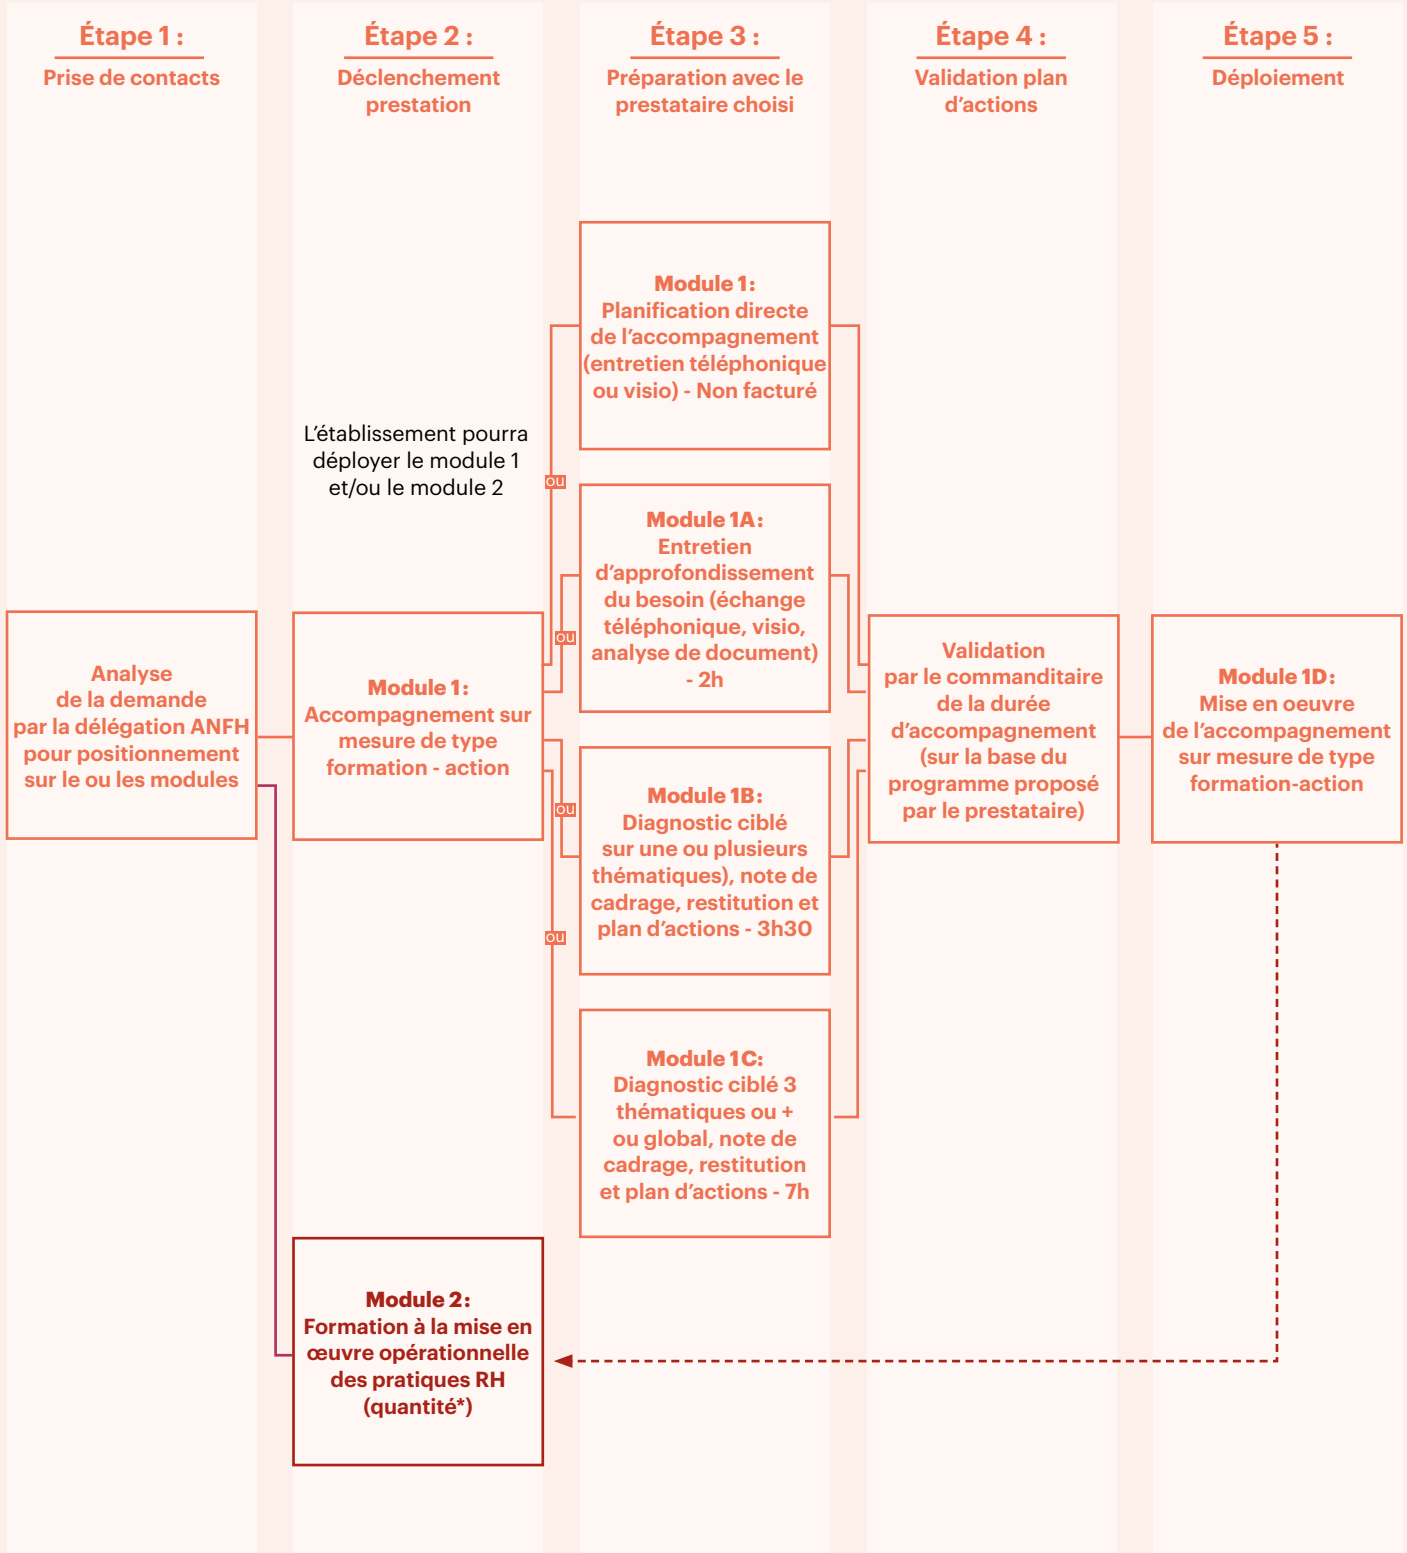 Étape 1 :
Prise de contacts
Étape 2 :
Déclenchement
prestation
Étape 3 :
Préparation avec le
prestataire choisi
Étape 4 :
Validation plan
d’actions
Étape 5 :
Déploiement
Analyse
de la demande
par la délégation ANFH
pour positionnement
sur le ou les modules
L’établissement pourra
déployer le module 1
et/ou le module 2
Module 1 :
Accompagnement sur
mesure de type
formation - action
ou
ou
ou
ou
Module 1 :
Planification directe
de l’accompagnement
(entretien téléphonique
ou visio) - Non facturé
Module 1A :
Entretien
d’approfondissement
du besoin (échange
téléphonique, visio,
analyse de document)
- 2h
Module 1B :
Diagnostic ciblé
sur une ou plusieurs
thématiques), note de
cadrage, restitution et
plan d’actions - 3h30
Module 1C :
Diagnostic ciblé 3
thématiques ou +
ou global, note de
cadrage, restitution
et plan d’actions - 7h
Validation
par le commanditaire
de la durée
d’accompagnement
(sur la base du
programme proposé
par le prestataire)
Module 1D :
Mise en oeuvre
de l’accompagnement
sur mesure de type
formation-action
Module 2 :
Formation à la mise en
œuvre opérationnelle
des pratiques RH
(quantité*)